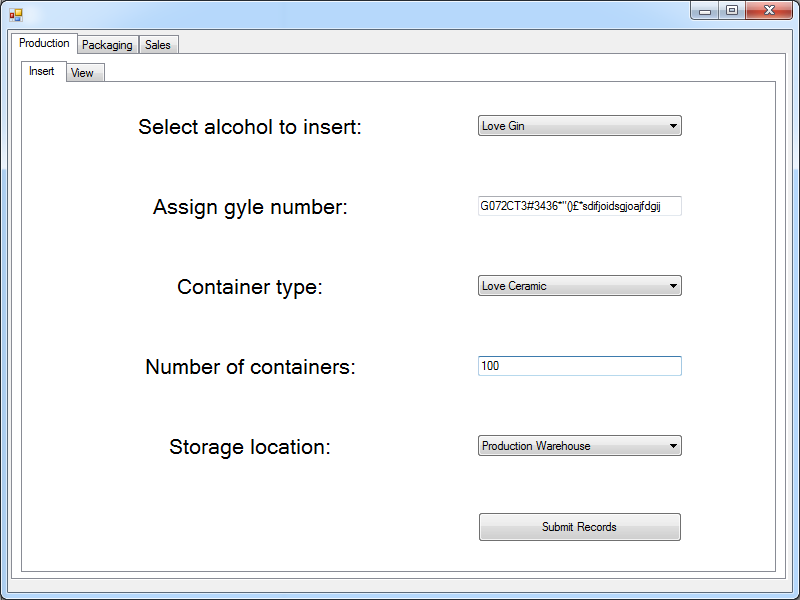 Production Packaging Sales
Insert View
Select alcohol to insert: Love Gin
Assign gyle number: G072CT3#3436*"()£*sdifjoidsgjoajfdgij
Container type: Love Ceramic
Number of containers: 100
Storage location: Production Warehouse
Submit Records